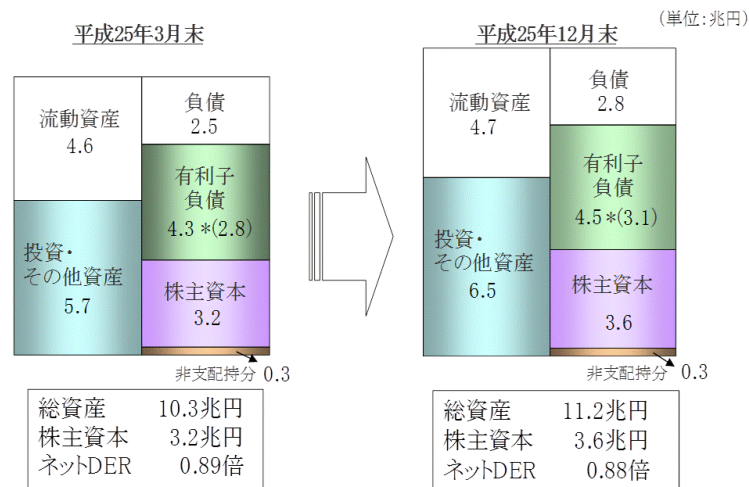 (単位:兆円)
平成25年3月末
流動資産
4.6
投資・
その他資産
5.7
負債
2.5
有利子
負債
4.3 *(2.8)
株主資本
3.2
非支配持分 0.3
総資産 10.3兆円
株主資本 3.2兆円
ネットDER 0.89倍
平成25年12月末
流動資産
4.7
投資・
その他資産
6.5
負債
2.8
有利子
負債
4.5 *(3.1)
株主資本
3.6
非支配持分 0.3
総資産 11.2兆円
株主資本 3.6兆円
ネットDER 0.88倍